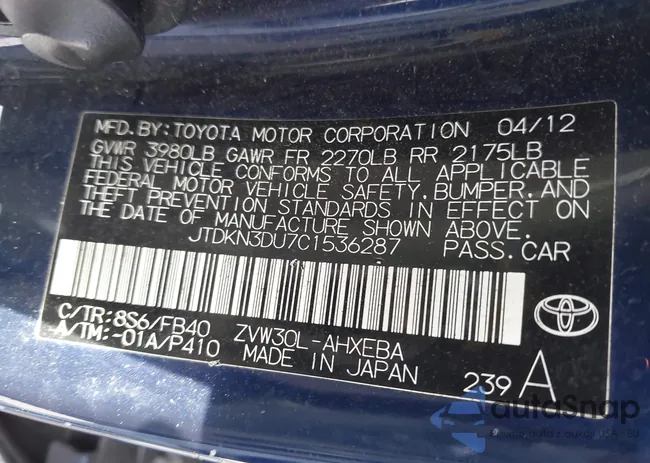 MFD. BY: TOYOTA MOTOR CORPORATION 04/12
GVWR 3980LB GAWR FR 2270LB RR 2175LB
THIS VEHICLE CONFORMS TO ALL APPLICABLE
FEDERAL MOTOR VEHICLE SAFETY, BUMPER, AND
THEFT PREVENTION STANDARDS IN EFFECT ON
THE DATE OF MANUFACTURE SHOWN ABOVE.
JTDKN3DU7C1536287 PASS. CAR
C/TR: 8S6/FB40 ZVW30L-AHXEBA
A/TM: -01A/P410 MADE IN JAPAN
239 A
autoSnap